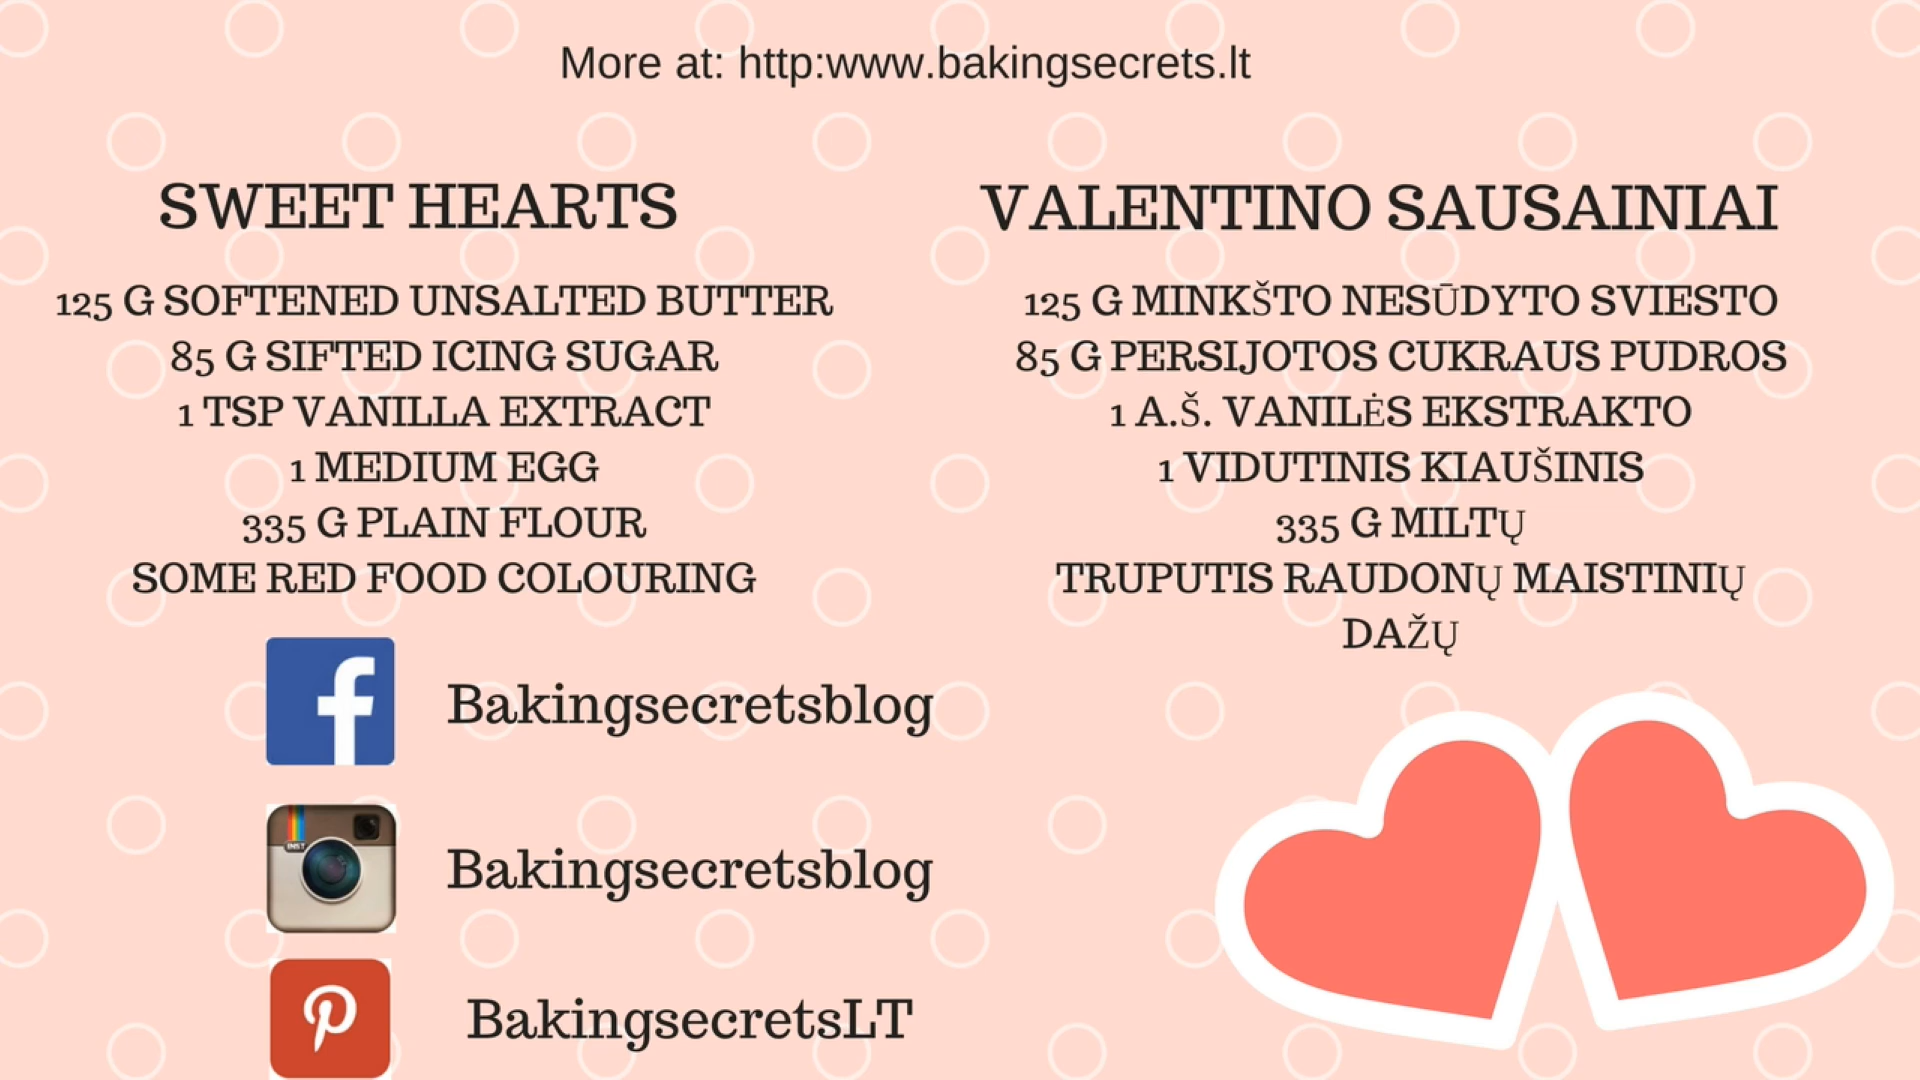 More at: http:www.bakingsecrets.lt
SWEET HEARTS
125 G SOFTENED UNSALTED BUTTER
85 G SIFTED ICING SUGAR
1 TSP VANILLA EXTRACT
1 MEDIUM EGG
335 G PLAIN FLOUR
SOME RED FOOD COLOURING
VALENTINO SAUSAINIAI
125 G MINKŠTO NESŪDYTO SVIESTO
85 G PERSIJOTOS CUKRAUS PUDROS
1 A.Š. VANILĖS EKSTRAKTO
1 VIDUTINIS KIAUŠINIS
335 G MILTŲ
TRUPUTIS RAUDONŲ MAISTINIŲ
DAŽŲ
Bakingsecretsblog
INST
Bakingsecretsblog
BakingsecretsLT